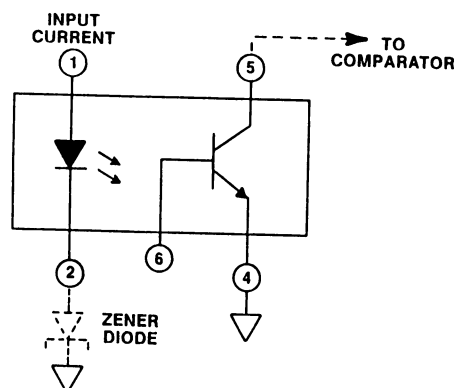 INPUT
CURRENT
1
5
TO
COMPARATOR
6
2
4
ZENER
DIODE